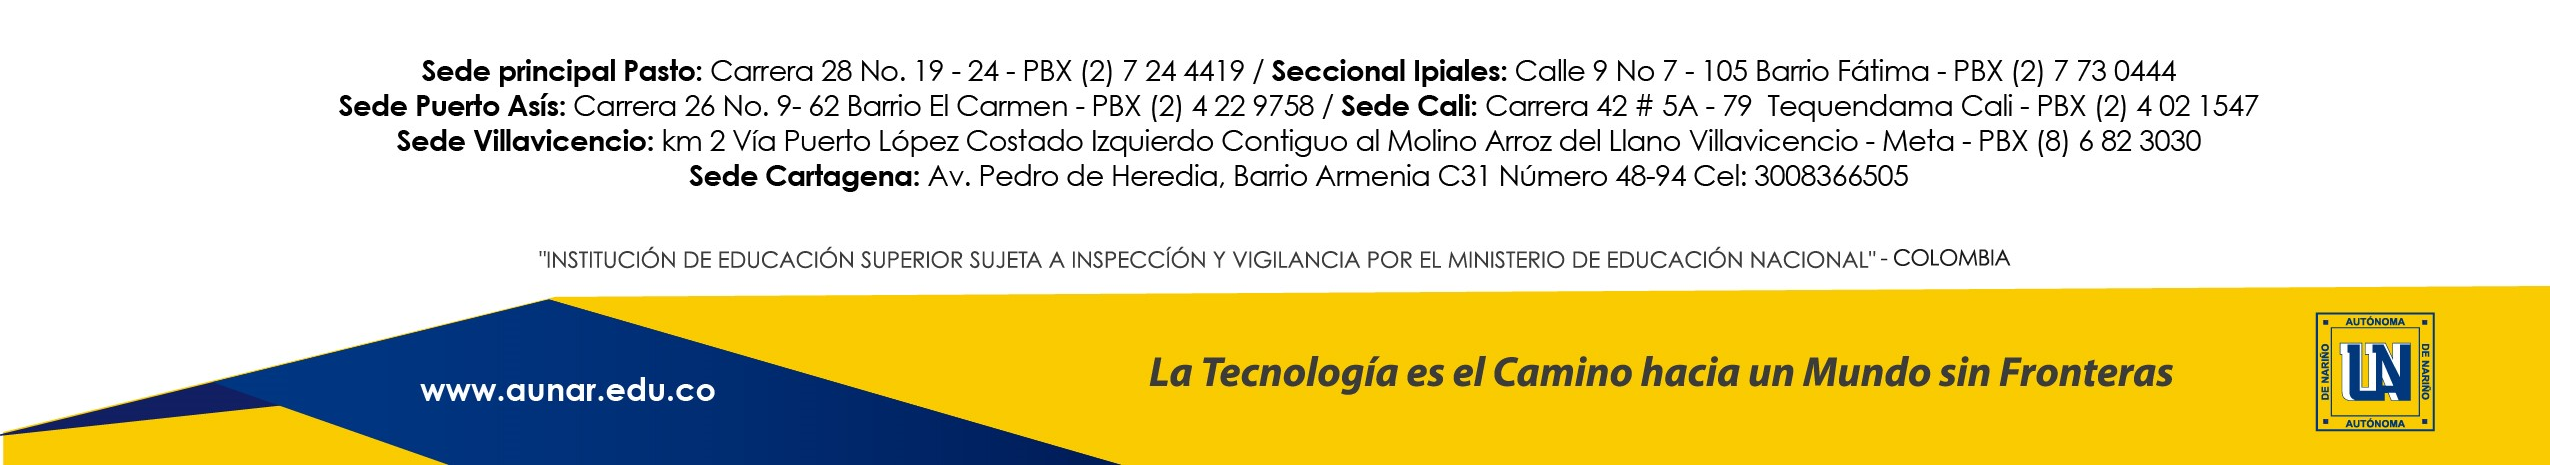 Sede principal Pasto: Carrera 28 No. 19 - 24 - PBX (2) 7 24 4419 / Seccional Ipiales: Calle 9 No 7 - 105 Barrio Fátima - PBX (2) 7 73 0444
Sede Puerto Asís: Carrera 26 No. 9- 62 Barrio El Carmen - PBX (2) 4 22 9758 / Sede Cali: Carrera 42 # 5A - 79 Tequendama Cali - PBX (2) 4 02 1547
Sede Villavicencio: km 2 Vía Puerto López Costado Izquierdo Contiguo al Molino Arroz del Llano Villavicencio - Meta - PBX (8) 6 82 3030
Sede Cartagena: Av. Pedro de Heredia, Barrio Armenia C31 Número 48-94 Cel: 3008366505
"INSTITUCIÓN DE EDUCACIÓN SUPERIOR SUJETA A INSPECCÍÓN Y VIGILANCIA POR EL MINISTERIO DE EDUCACIÓN NACIONAL" - COLOMBIA
www.aunar.edu.co
La Tecnología es el Camino hacia un Mundo sin Fronteras
AUTÓNOMA
DE NARIÑO
UN
DE NARIÑO
AUTÓNOMA